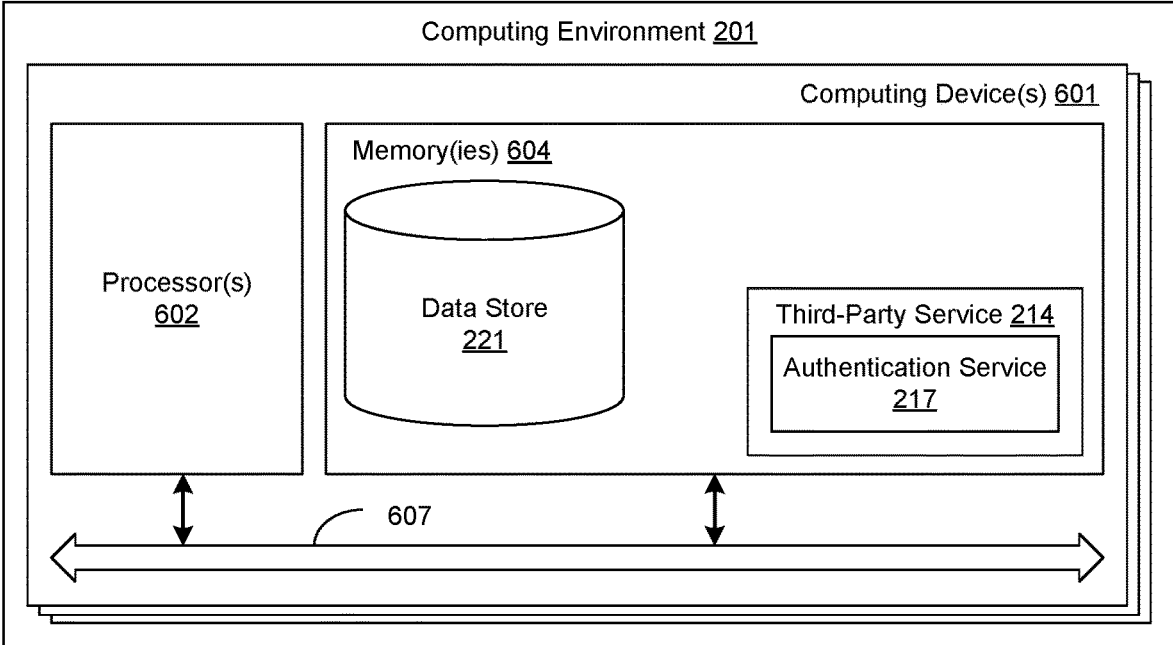 Computing Environment 201
Computing Device(s) 601
Memory(ies) 604
Processor(s)
602
Data Store
221
Third-Party Service 214
Authentication Service
217
607